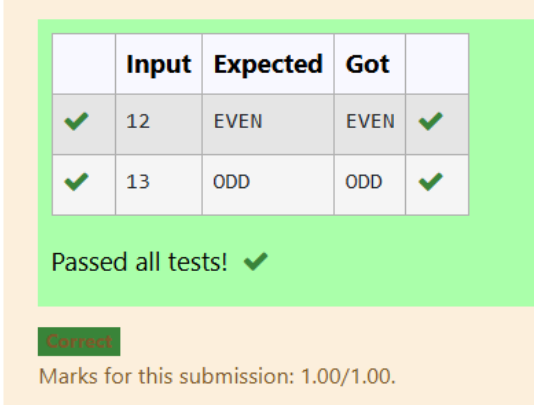 Input Expected Got
12 EVEN EVEN
13 ODD ODD
Passed all tests!
Correct
Marks for this submission: 1.00/1.00.